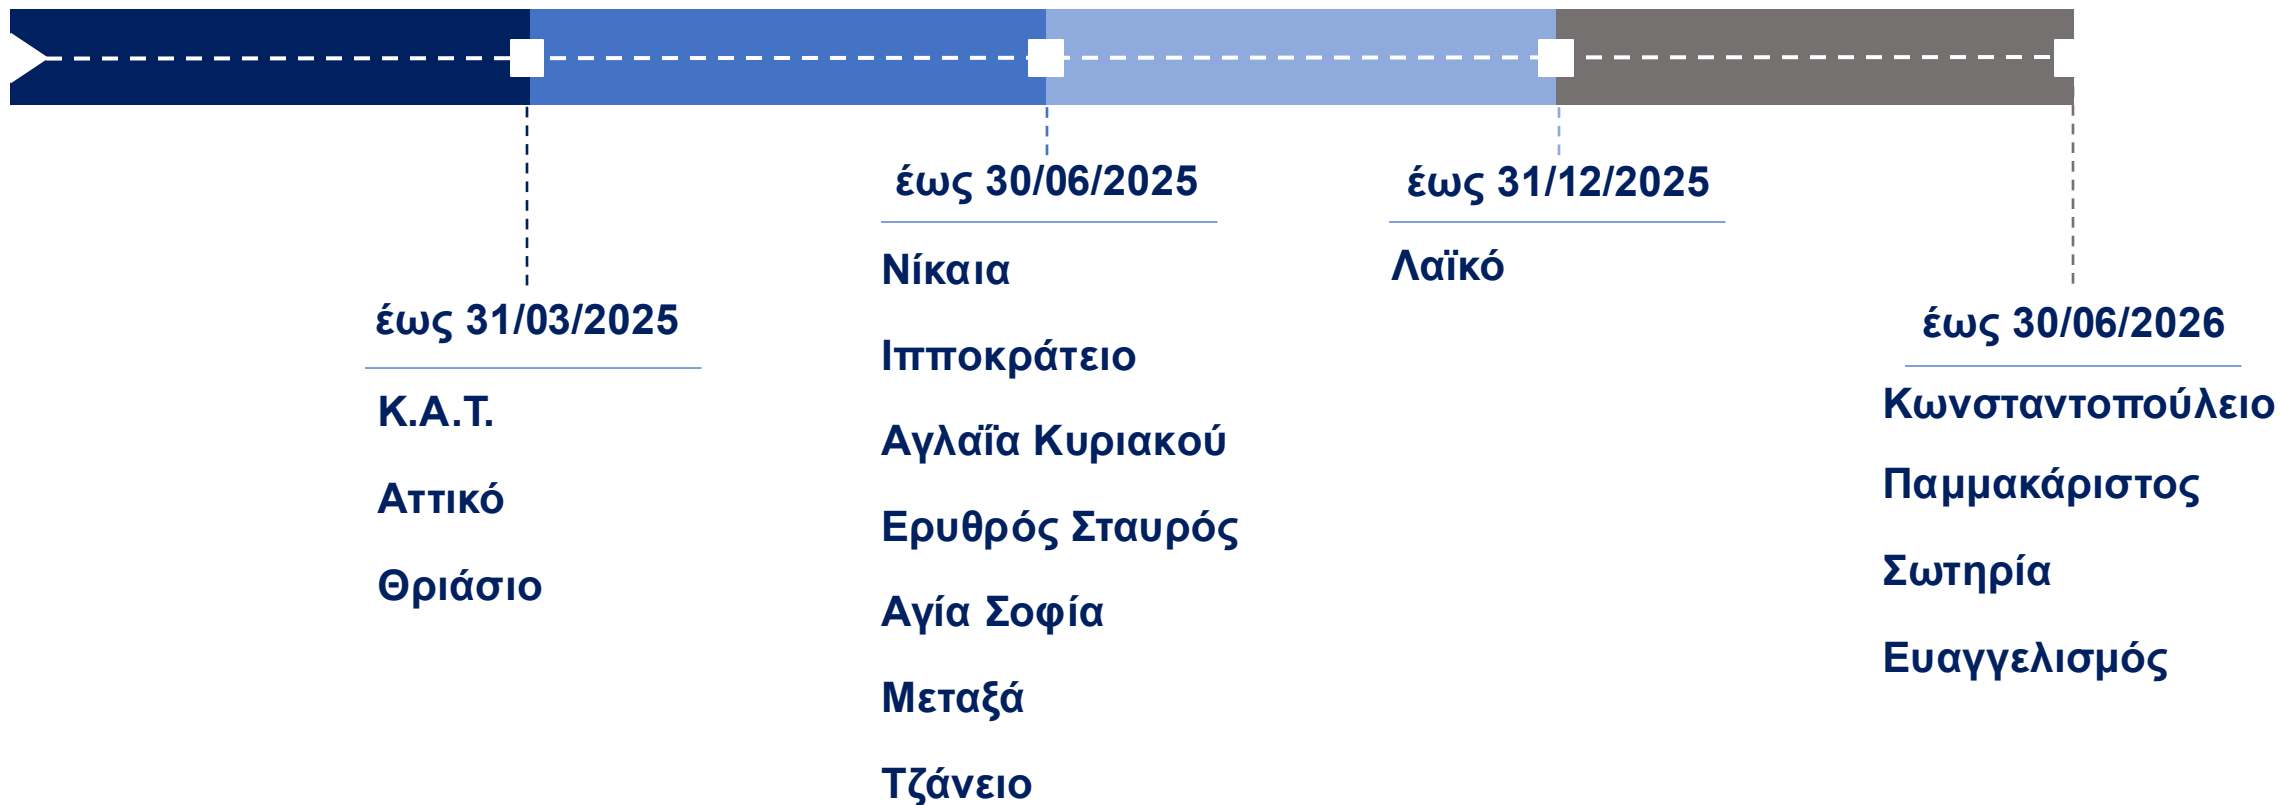 έως 31/03/2025
Κ.Α.Τ.
Αττικό
Θριάσιο
έως 30/06/2025
Νίκαια
Ιπποκράτειο
Αγλαΐα Κυριακού
Ερυθρός Σταυρός
Αγία Σοφία
Μεταξά
Τζάνειο
έως 31/12/2025
Λαϊκό
έως 30/06/2026
Κωνσταντοπούλειο
Παμμακάριστος
Σωτηρία
Ευαγγελισμός